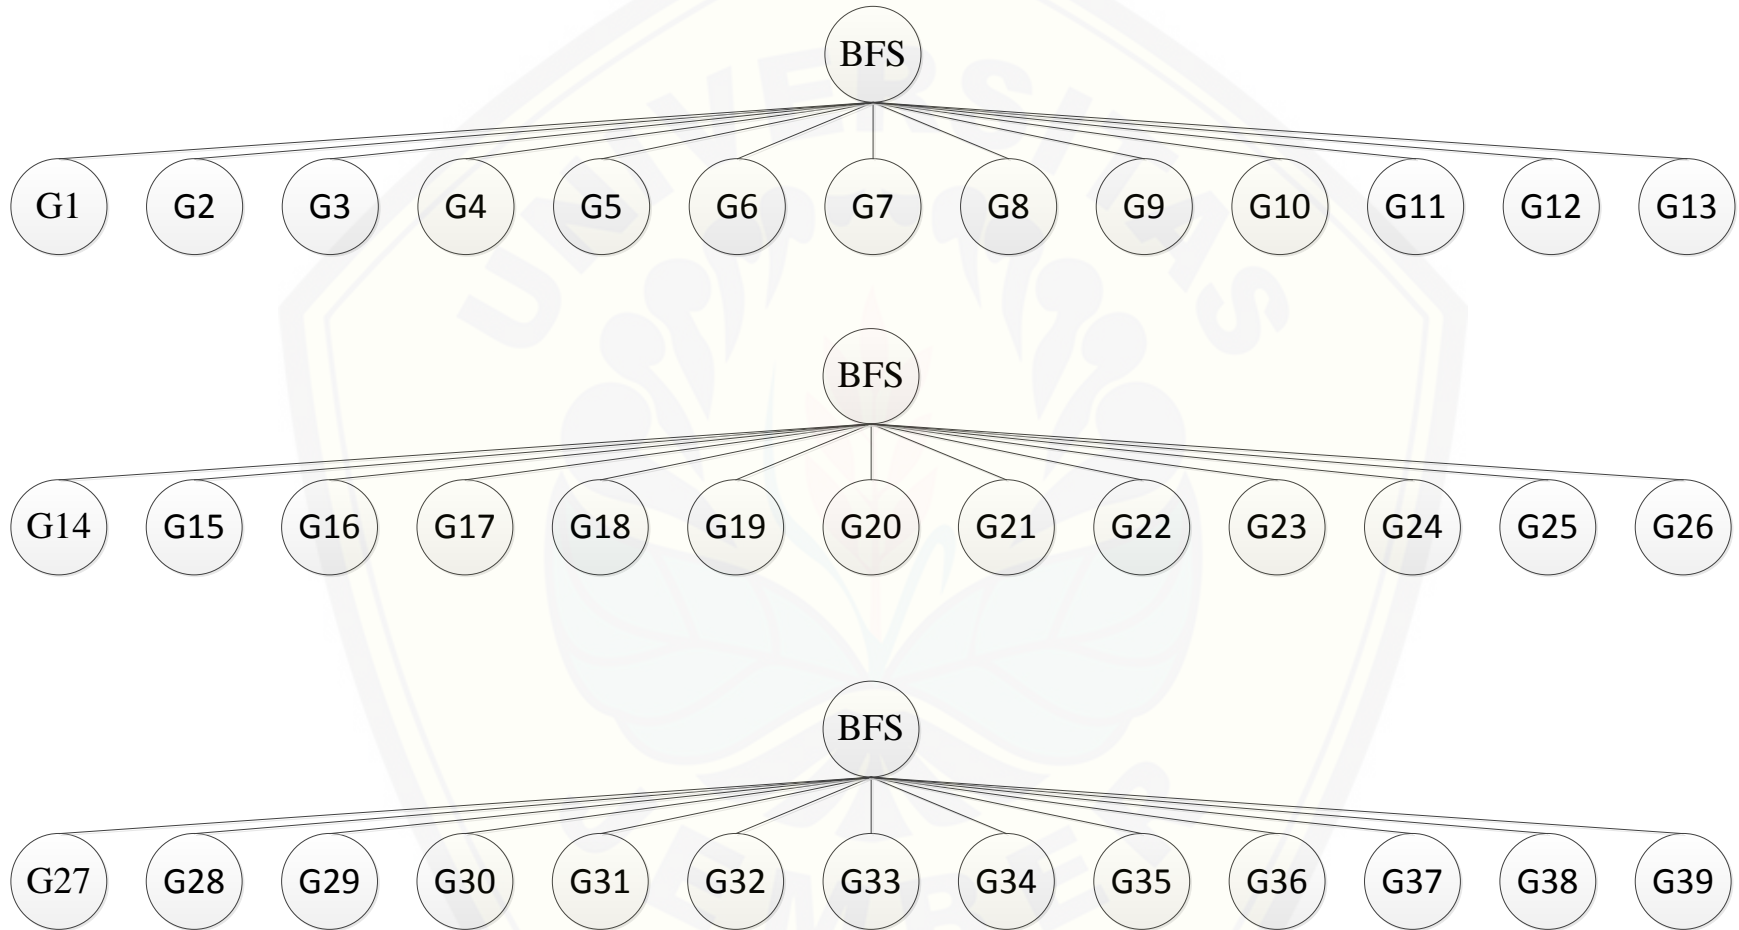 BFS
G1 G2 G3 G4 G5 G6 G7 G8 G9 G10 G11 G12 G13
BFS
G14 G15 G16 G17 G18 G19 G20 G21 G22 G23 G24 G25 G26
BFS
G27 G28 G29 G30 G31 G32 G33 G34 G35 G36 G37 G38 G39
UNIVERSITAS
JEMBER